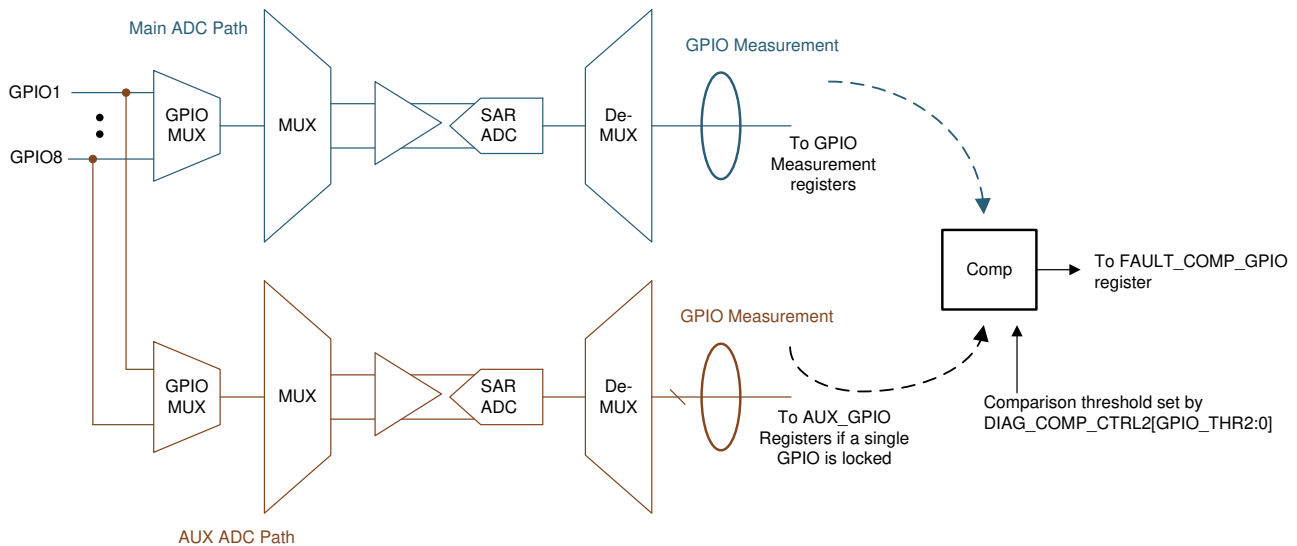 Main ADC Path
GPIO Measurement
GPIO1
GPIO8
GPIO
MUX
MUX
SAR
ADC
De-
MUX
To GPIO
Measurement
registers
Comp
To FAULT_COMP_GPIO
register
GPIO Measurement
GPIO
MUX
MUX
SAR
ADC
De-
MUX
To AUX_GPIO
Registers if a single
GPIO is locked
Comparison threshold set by
DIAG_COMP_CTRL2[GPIO_THR2:0]
AUX ADC Path